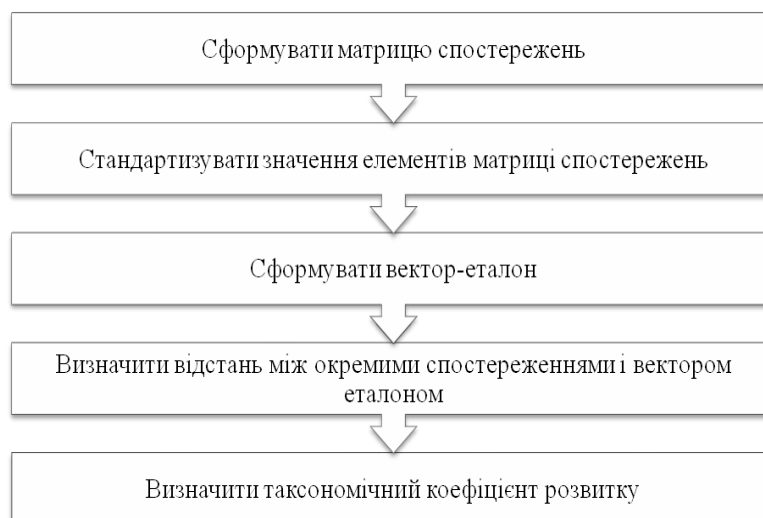 Сформувати матрицю спостережень
Стандартизувати значення елементів матриці спостережень
Сформувати вектор-еталон
Визначити відстань між окремими спостереженнями і вектором
еталоном
Визначити таксономічний коефіцієнт розвитку